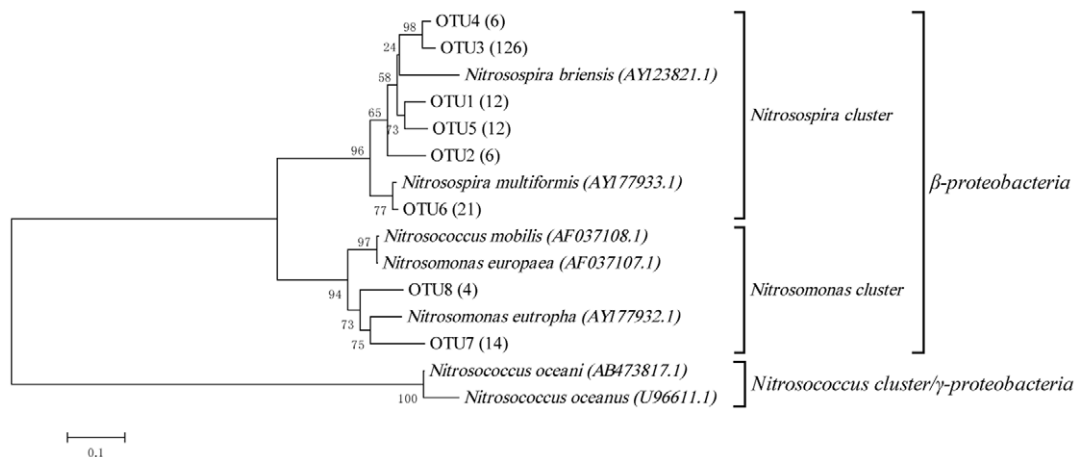 OTU4 (6)
98
OTU3 (126)
24
Nitrosospira briensis (AY123821.1)
58
OTU1 (12)
65
Nitrosospira cluster
73
OTU5 (12)
96
OTU2 (6)
Nitrosospira multiformis (AY177933.1)
β-proteobacteria
77
OTU6 (21)
Nitrosococcus mobilis (AF037108.1)
97
Nitrosomonas europaea (AF037107.1)
94
OTU8 (4)
Nitrosomonas cluster
73
Nitrosomonas eutropha (AY177932.1)
75
OTU7 (14)
Nitrosococcus oceani (AB473817.1)
Nitrosococcus cluster/γ-proteobacteria
100
Nitrosococcus oceanus (U96611.1)
0.1